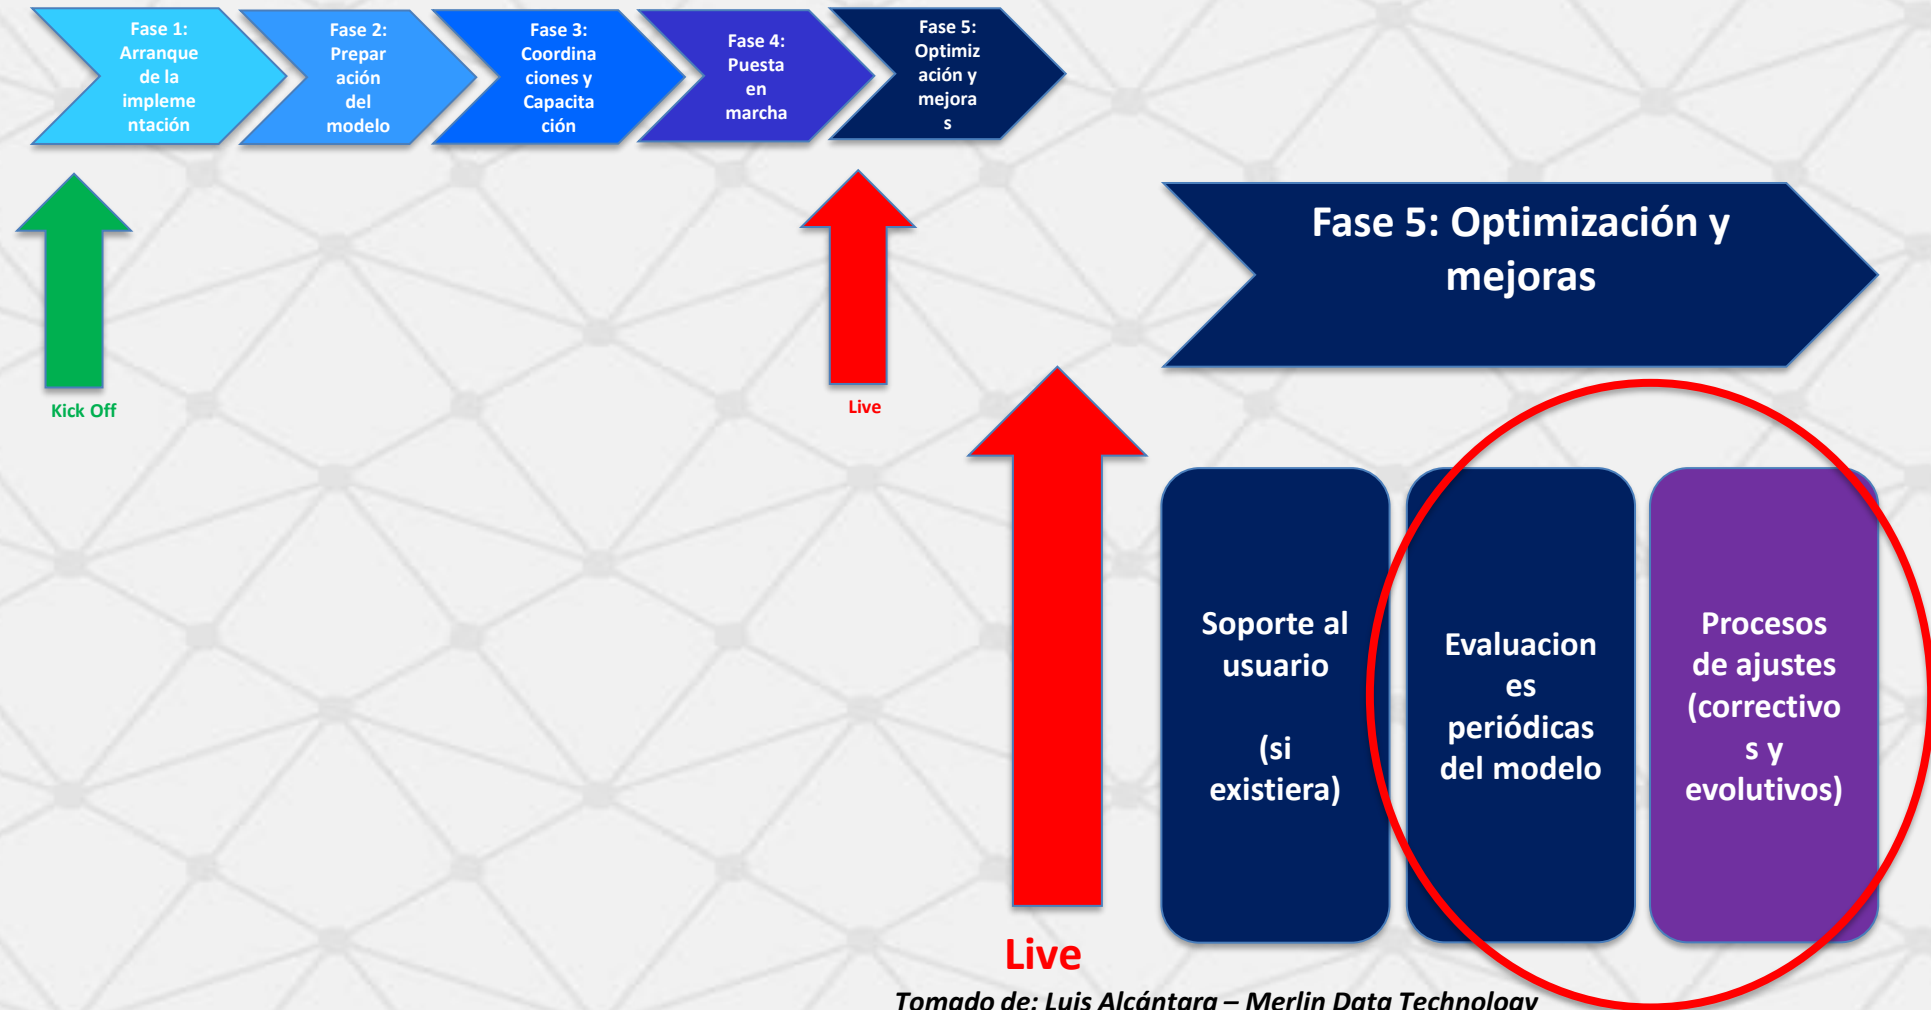 Fase 1:
Arranque
de la
impleme
ntación
Fase 2:
Prepar
ación
del
modelo
Fase 3:
Coordina
ciones y
Capacita
ción
Fase 4:
Puesta
en
marcha
Fase 5:
Optimiz
ación y
mejora
s
Kick Off
Live
Fase 5: Optimización y
mejoras
Soporte al
usuario
(si
existiera)
Evaluacion
es
periódicas
del modelo
Procesos
de ajustes
(correctivo
s y
evolutivos)
Live
Tomado de: Luis Alcántara – Merlin Data Technology